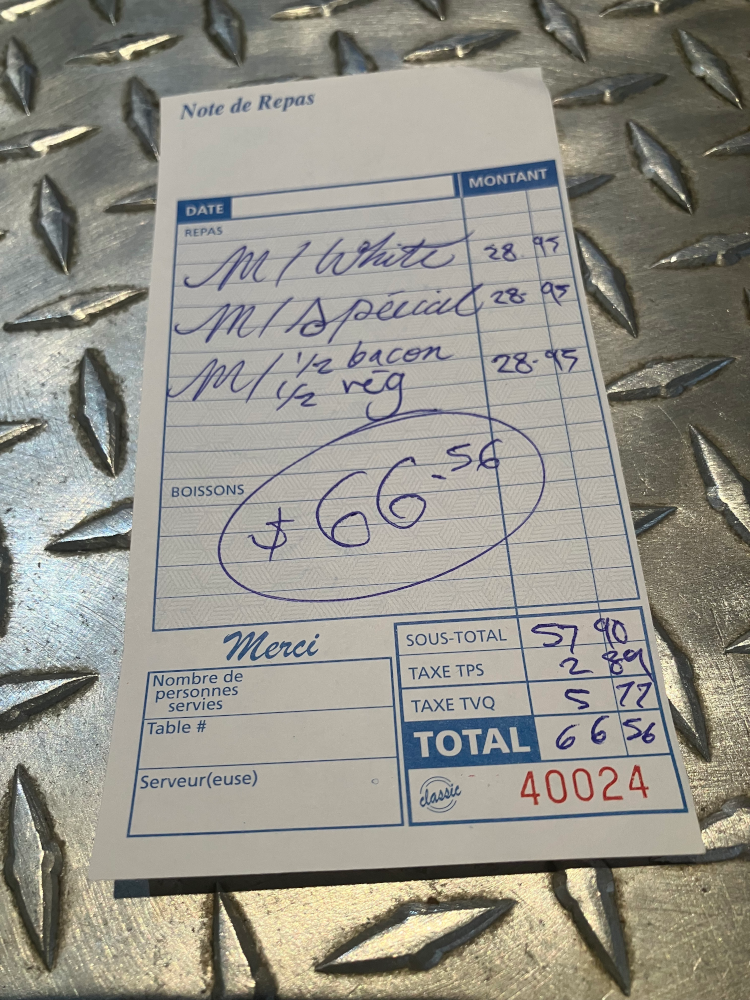 Note de Repas
DATE MONTANT
REPAS
M/White 28 95
M/Spécial 28- 95
M/ 1/2 bacon 28-95
1/2 rég
$66.56
BOISSONS
Merci
SOUS-TOTAL 57 90
TAXE TPS 2 89
TAXE TVQ 5 77
TOTAL 66 56
Nombre de
personnes
servies
Table #
Serveur(euse)
classic 40024